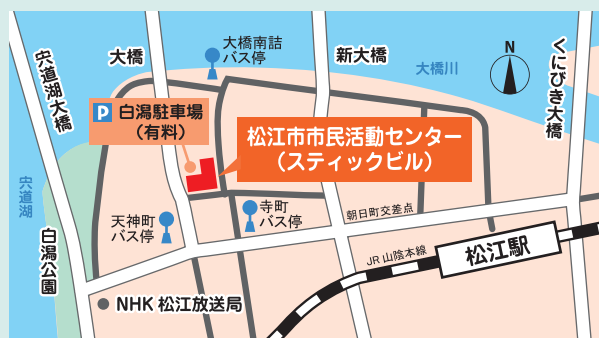 宍道湖大橋
大橋
大橋南詰
バス停
新大橋
大橋川
N
くにびき大橋
P 白潟駐車場
（有料）
松江市市民活動センター
（スティックビル）
宍道湖
白潟公園
天神町
バス停
寺町
バス停
朝日町交差点
JR山陰本線
松江駅
NHK 松江放送局